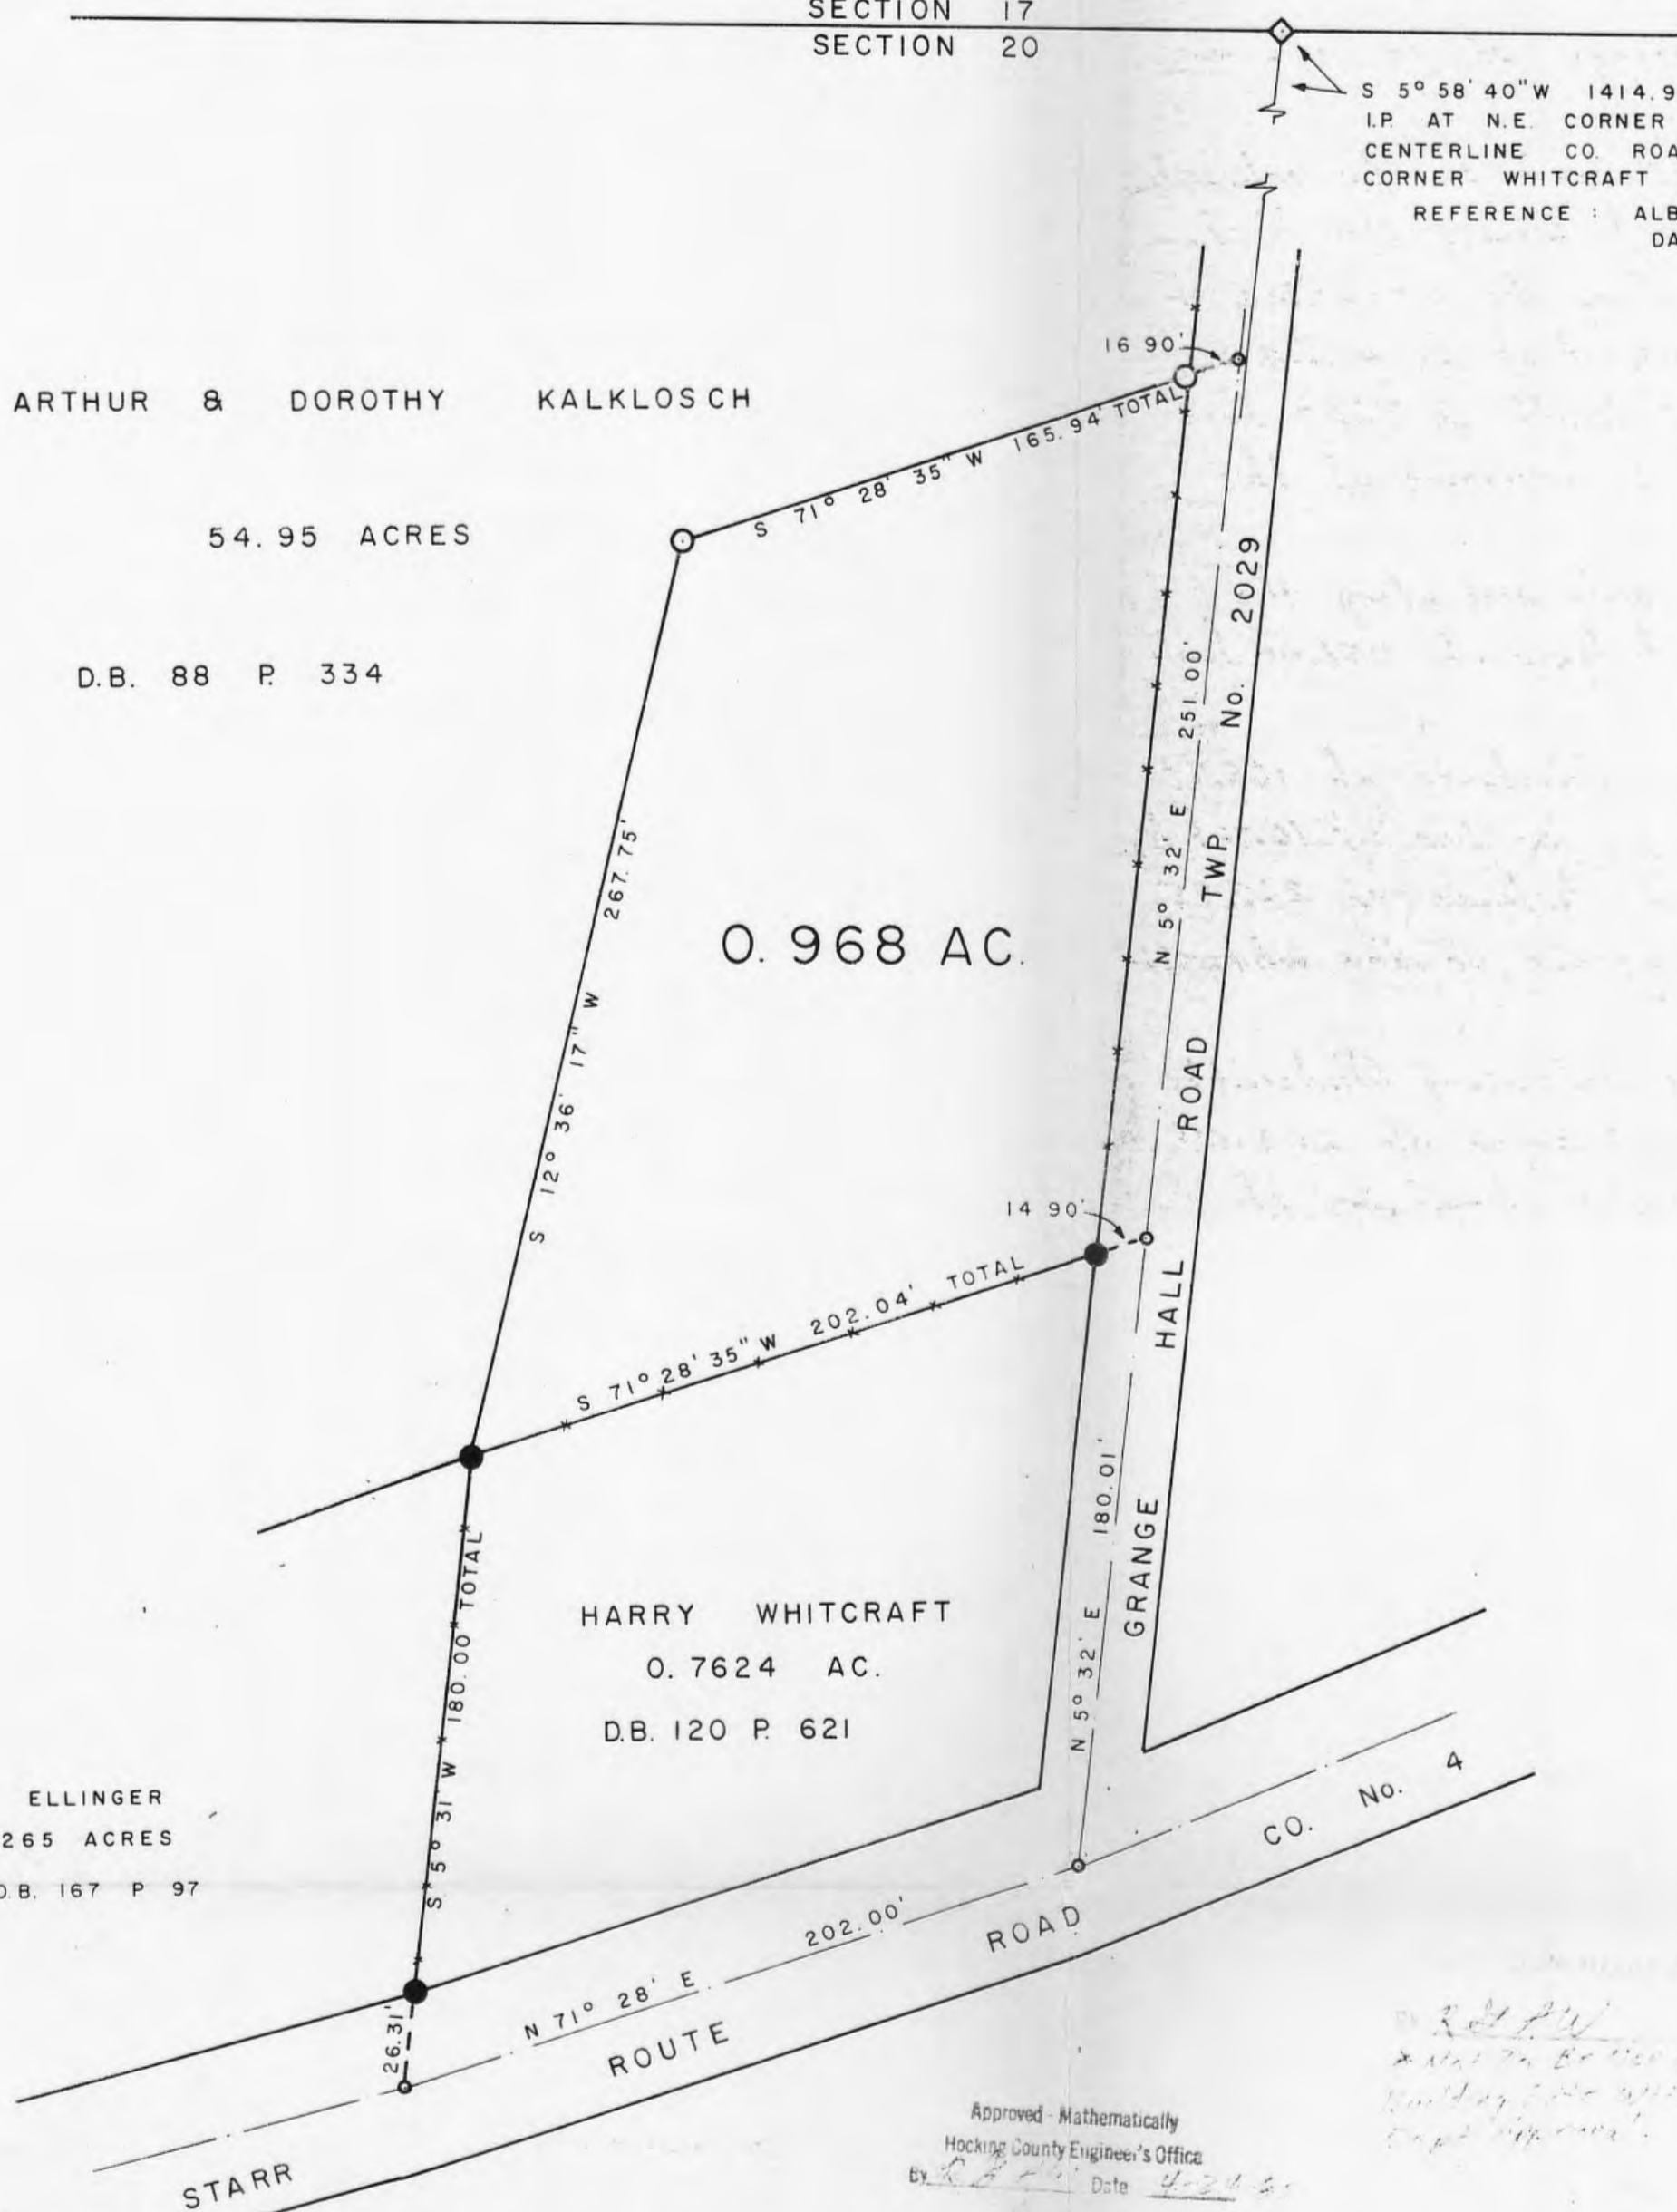 SECTION 17
SECTION 20
S 5° 58' 40" W 1414.9
I.P. AT N.E. CORNER
CENTERLINE CO. ROA
CORNER WHITCRAFT
REFERENCE : ALB
DA
16 90'
ARTHUR & DOROTHY KALKLOSCH
S 71° 28' 35" W 165.94' TOTAL
54.95 ACRES
D.B. 88 P. 334
S 12° 36' 17" W 267.75'
0.968 AC.
N 5° 32' E 251.00'
GRANGE HALL ROAD TWP. No. 2029
14 90'
S 71° 28' 35" W 202.04' TOTAL
S 5° 31' W 180.00 TOTAL
HARRY WHITCRAFT
0.7624 AC.
D.B. 120 P. 621
N 5° 32' E 180.01'
ELLINGER
265 ACRES
D.B. 167 P 97
26.31'
N 71° 28' E 202.00'
STARR ROUTE ROAD CO. No. 4
Approved - Mathematically
Hocking County Engineer's Office
By Date